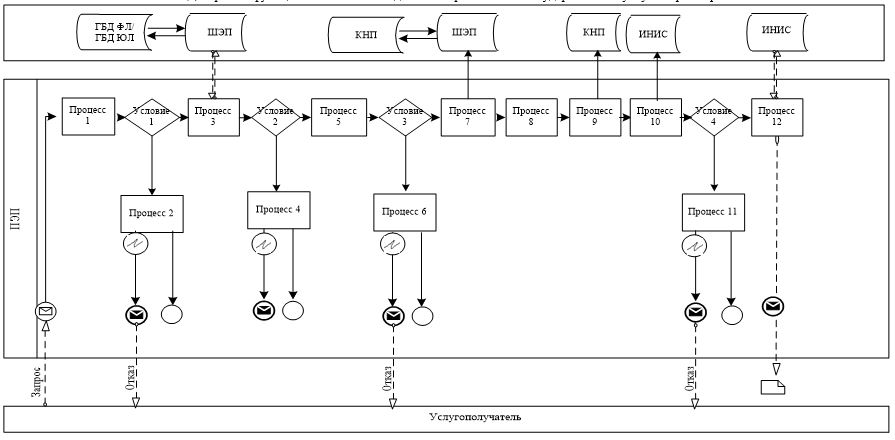 ГБД ФЛ/
ГБД ЮЛ
ШЭП
КНП
ШЭП
КНП
ИНИС
ИНИС
Процесс
1
Условие
1
Процесс
3
Условие
2
Процесс
5
Условие
3
Процесс
7
Процесс
8
Процесс
9
Процесс
10
Условие
4
Процесс
12
Процесс 2
Процесс 4
Процесс 6
Процесс 11
Запрос
Отказ
Отказ
Отказ
Услугополучатель